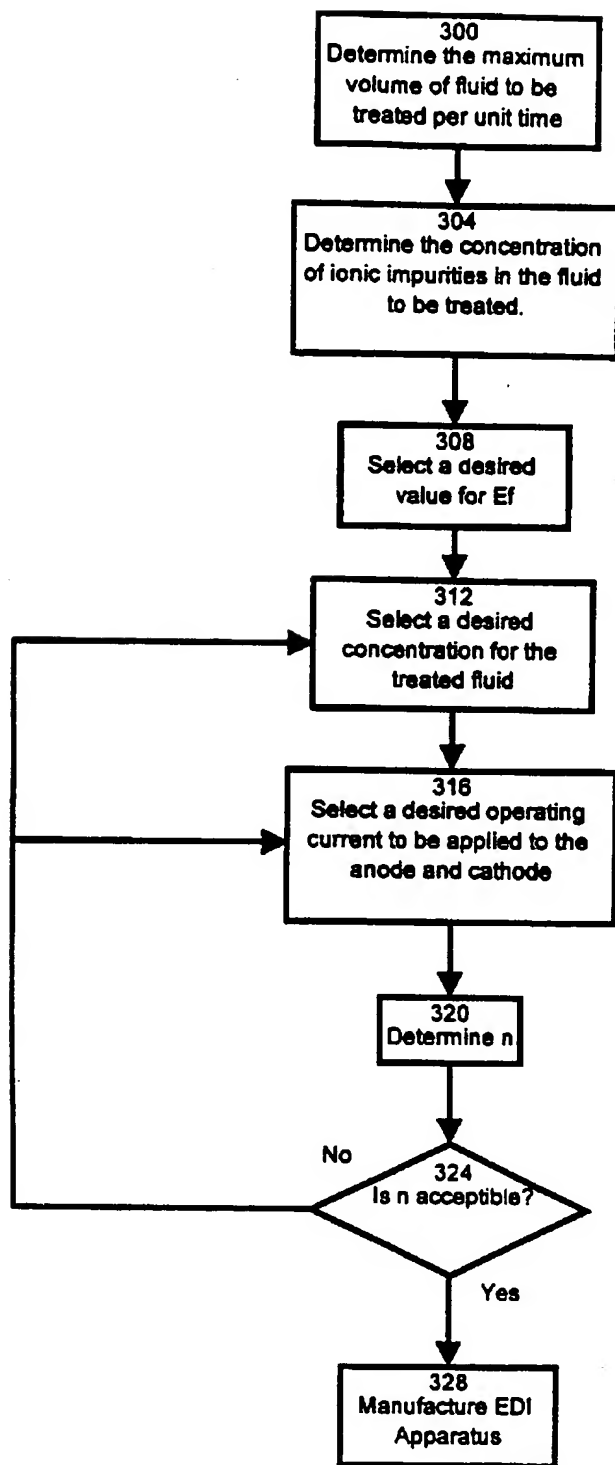 300
Determine the maximum
volume of fluid to be
treated per unit time
304
Determine the concentration
of ionic impurities in the fluid
to be treated.
308
Select a desired
value for Ef
312
Select a desired
concentration for the
treated fluid
316
Select a desired operating
current to be applied to the
anode and cathode
320
Determine n
No
324
Is n acceptible?
Yes
328
Manufacture EDI
Apparatus